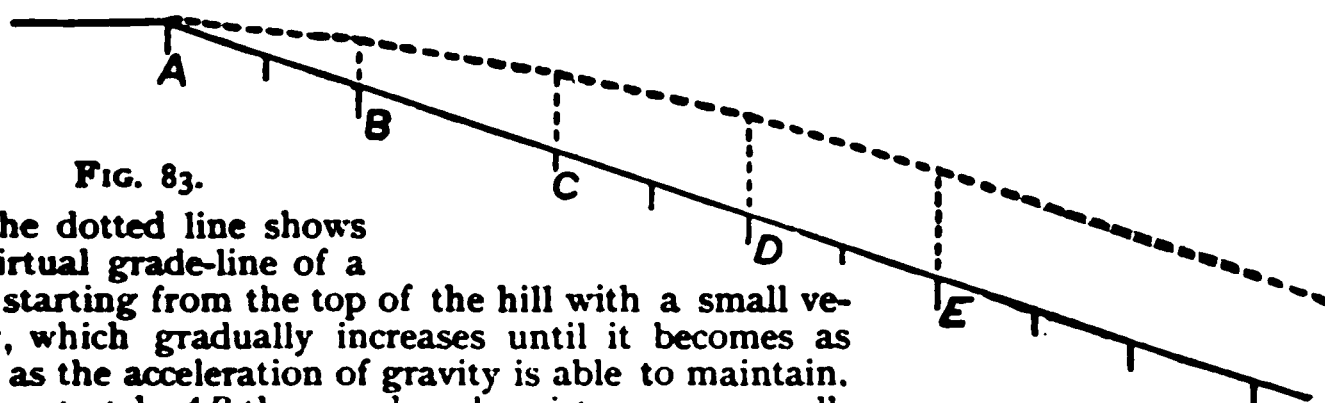 A
B
C
D
E
FIG. 83.
he dotted line shows
irtual grade-line of a
starting from the top of the hill with a small ve-
, which gradually increases until it becomes as
as the acceleration of gravity is able to maintain.